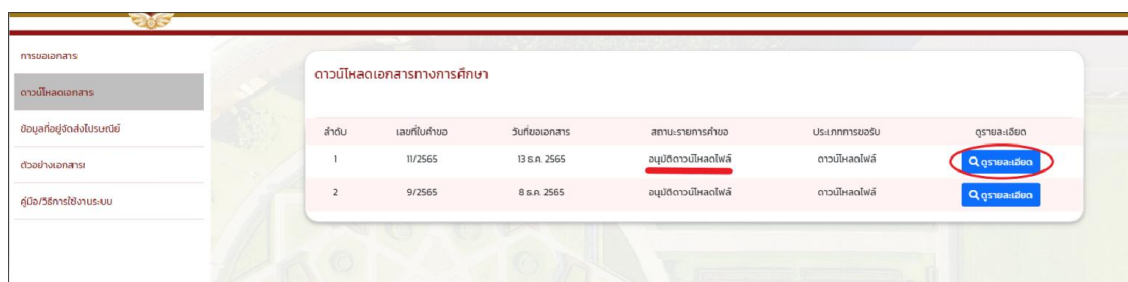 การขอเอกสาร
ดาวน์โหลดเอกสาร
ข้อมูลที่อยู่จัดส่งไปรษณีย์
ตัวอย่างเอกสาร
คู่มือ/วิธีการใช้งานระบบ
ดาวน์โหลดเอกสารทางการศึกษา
ลำดับ เลขที่ใบคำขอ วันที่ขอเอกสาร สถานะรายการคำขอ ประเภทการขอรับ ดูรายละเอียด
1 11/2565 13 ธ.ค. 2565 อนุมัติดาวน์โหลดไฟล์ ดาวน์โหลดไฟล์ ดูรายละเอียด
2 9/2565 8 ธ.ค. 2565 อนุมัติดาวน์โหลดไฟล์ ดาวน์โหลดไฟล์ ดูรายละเอียด